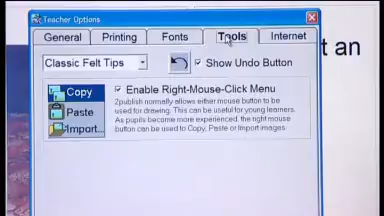 Teacher Options
General Printing Fonts Tools Internet
t an
Classic Felt Tips Show Undo Button
Copy
Paste
Import...
Enable Right-Mouse-Click Menu
2publish normally allows either mouse button to be
used for drawing. This can be useful for young learners.
As pupils become more experienced, the right mouse
button can be used to Copy, Paste or Import images